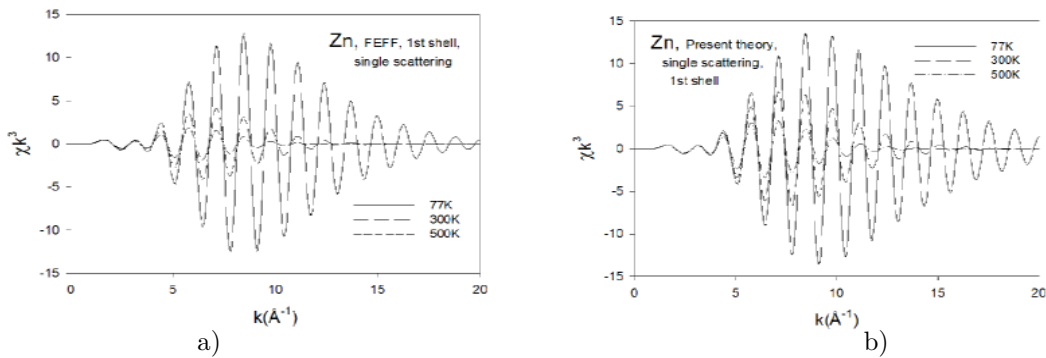 15
10
5
0
-5
-10
-15
χk³
Zn, FEFF, 1st shell,
single scattering
77K
300K
500K
0 5 10 15 20
k(Å⁻¹)
a)
15
10
5
0
-5
-10
-15
χk³
Zn, Present theory,
single scattering,
1st shell
77K
300K
500K
0 5 10 15 20
k(Å⁻¹)
b)